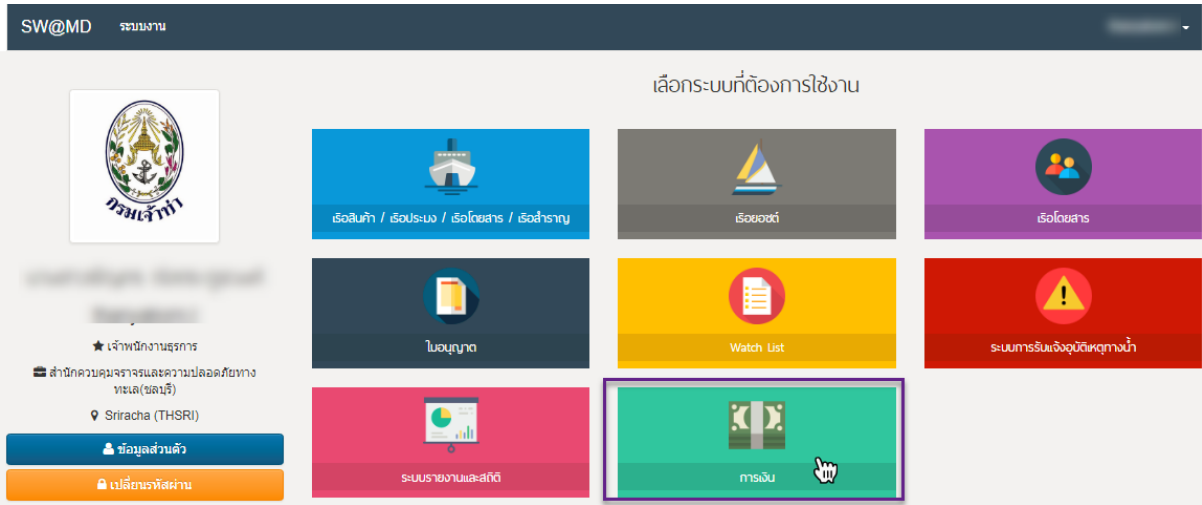 SW@MD ระบบงาน
กรมเจ้าท่า
เจ้าพนักงานธุรการ
สำนักควบคุมจราจรและความปลอดภัยทาง
ทะเล(ชลบุรี)
Sriracha (THSRI)
ข้อมูลส่วนตัว
เปลี่ยนรหัสผ่าน
เลือกระบบที่ต้องการใช้งาน
เรือสินค้า / เรือประมง / เรือโดยสาร / เรือสำราญ
เรือยอชต์
เรือโดยสาร
ใบอนุญาต
Watch List
ระบบการรับแจ้งอุบัติเหตุทางน้ำ
ระบบรายงานและสถิติ
การเงิน